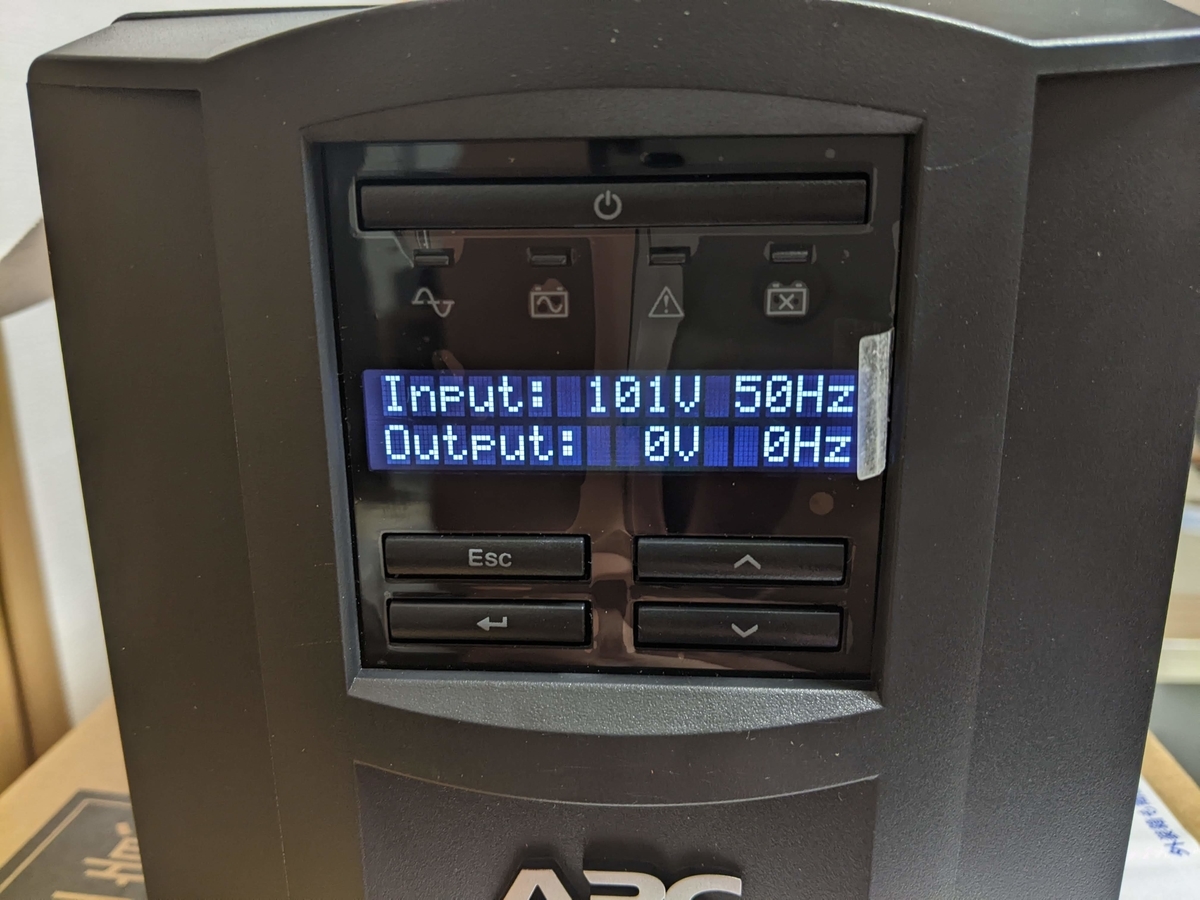 Input: 101V 50Hz
Output: 0V 0Hz
Esc
APC